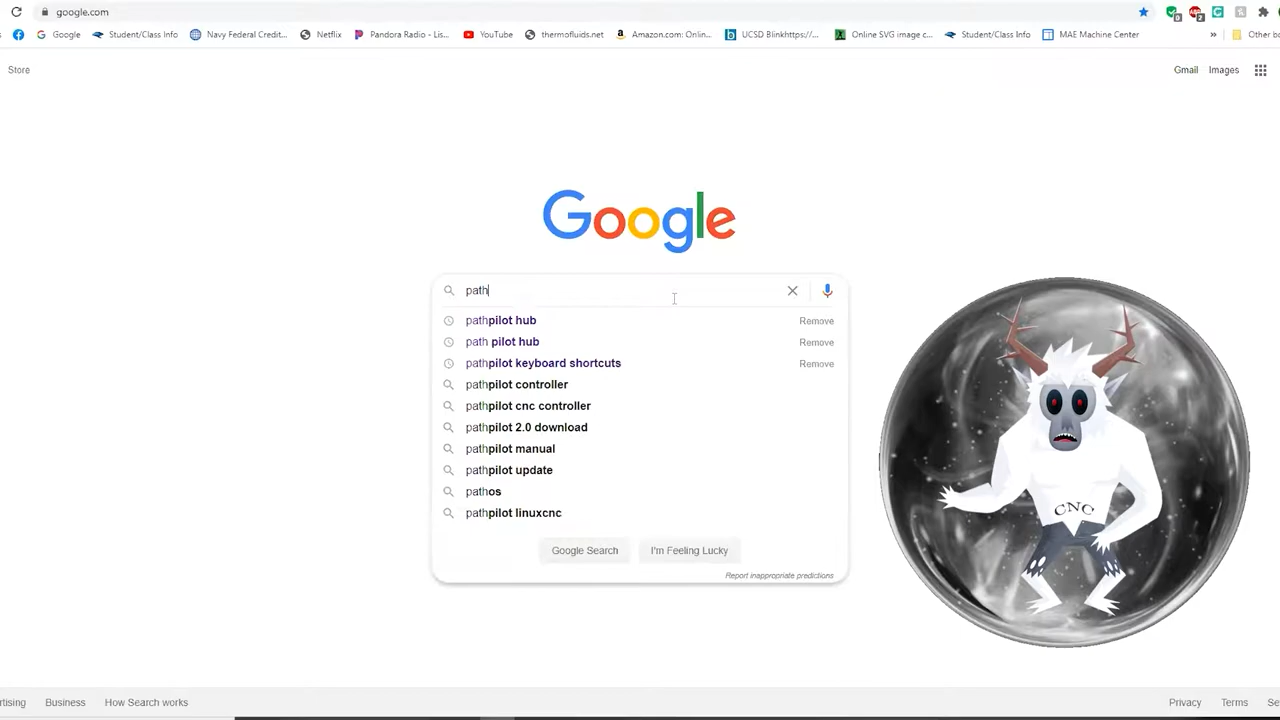 google.com
Google
Student/Class Info
Navy Federal Credit...
Netflix
Pandora Radio - Lis...
YouTube
thermofluids.net
Amazon.com: Onlin...
UCSD Blinkhttps://...
Online SVG image c...
Student/Class Info
MAE Machine Center
»
Other bo
Store
Gmail
Images
Google
path
pathpilot hub
Remove
path pilot hub
Remove
pathpilot keyboard shortcuts
Remove
pathpilot controller
pathpilot cnc controller
pathpilot 2.0 download
pathpilot manual
pathpilot update
pathos
pathpilot linuxcnc
Google Search
I'm Feeling Lucky
Report inappropriate predictions
CNC
rtising
Business
How Search works
Privacy
Terms
Se